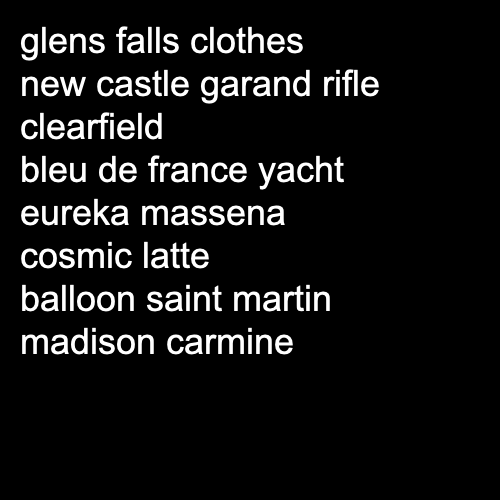 glens falls clothes
new castle garand rifle
clearfield
bleu de france yacht
eureka massena
cosmic latte
balloon saint martin
madison carmine